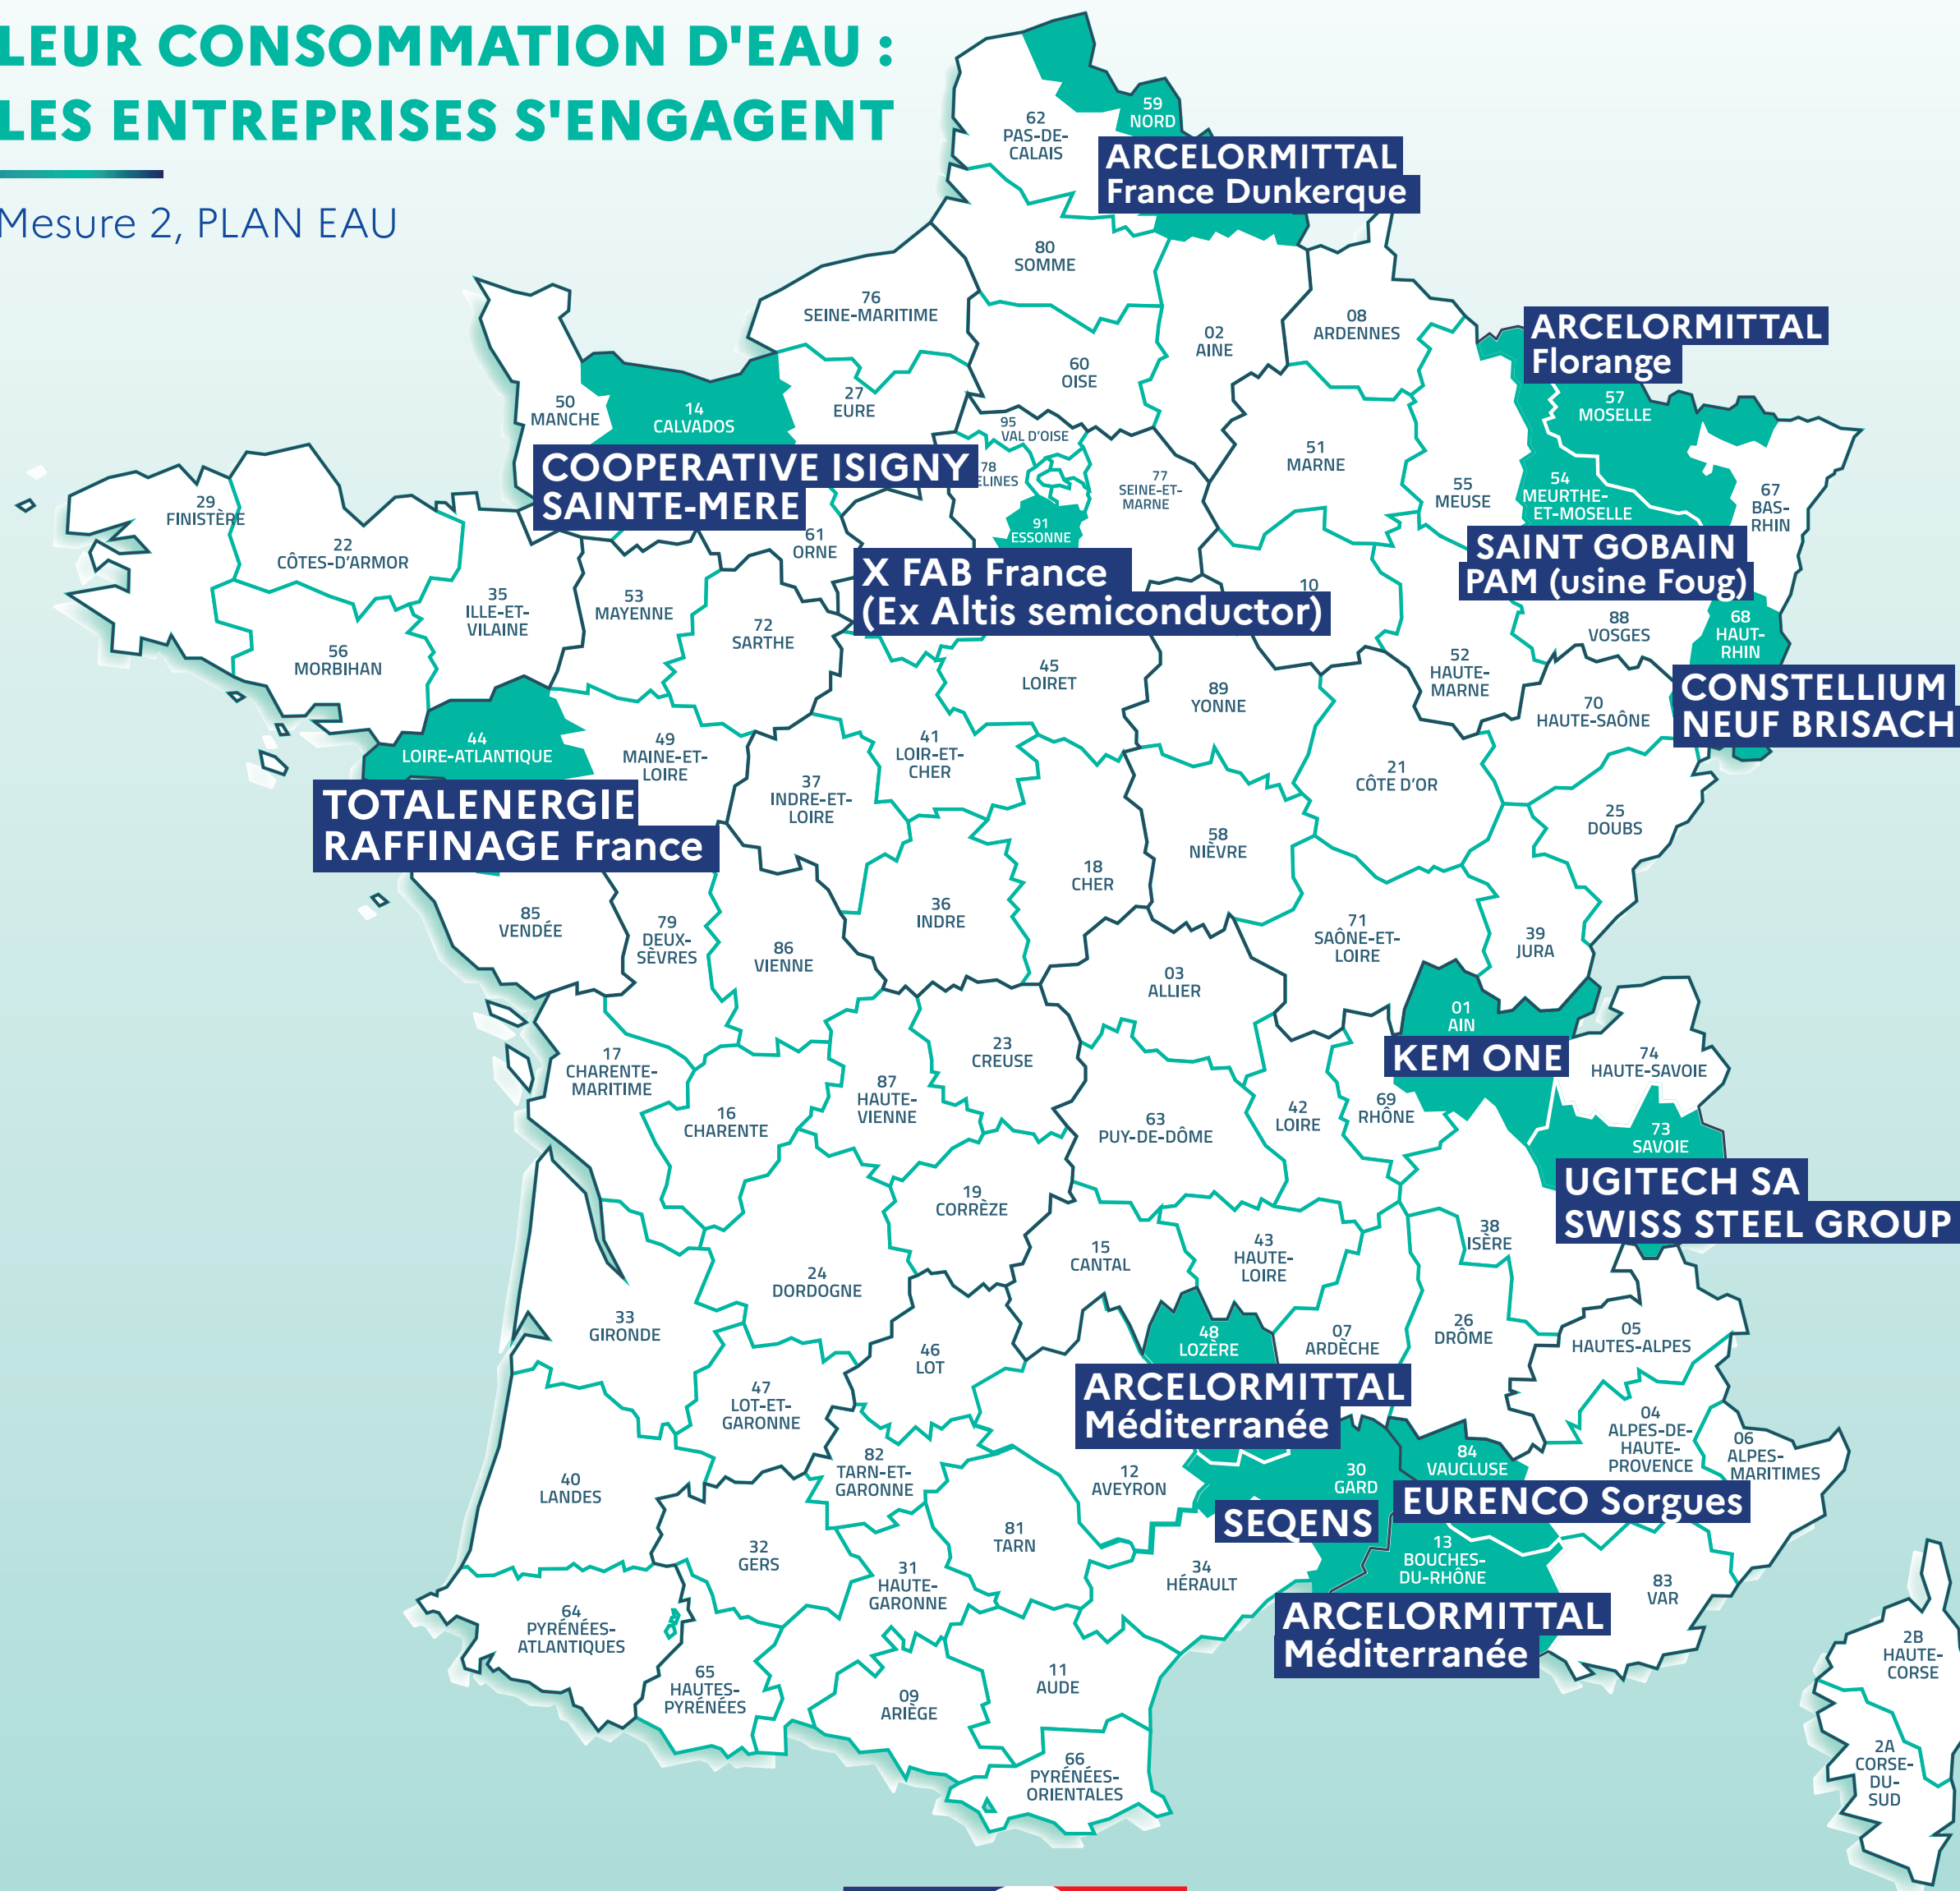 LEUR CONSOMMATION D'EAU :
LES ENTREPRISES S'ENGAGENT
Mesure 2, PLAN EAU
59
NORD
62
PAS-DE-
CALAIS
ARCELORMITTAL
France Dunkerque
80
SOMME
76
SEINE-MARITIME
02
AINE
08
ARDENNES
60
OISE
27
EURE
50
MANCHE
14
CALVADOS
95
VAL D'OISE
78
ELINES
77
SEINE-ET-
MARNE
91
ESSONNE
51
MARNE
55
MEUSE
ARCELORMITTAL
Florange
57
MOSELLE
54
MEURTHE-
ET-MOSELLE
67
BAS-
RHIN
COOPERATIVE ISIGNY
SAINTE-MERE
61
ORNE
29
FINISTÈRE
22
CÔTES-D'ARMOR
35
ILLE-ET-
VILAINE
56
MORBIHAN
53
MAYENNE
72
SARTHE
X FAB France
(Ex Altis semiconductor)
10
SAINT GOBAIN
PAM (usine Foug)
88
VOSGES
68
HAUT-
RHIN
52
HAUTE-
MARNE
CONSTELLIUM
NEUF BRISACH
70
HAUTE-SAÔNE
45
LOIRET
89
YONNE
44
LOIRE-ATLANTIQUE
49
MAINE-ET-
LOIRE
41
LOIR-ET-
CHER
37
INDRE-ET-
LOIRE
21
CÔTE D'OR
25
DOUBS
TOTALENERGIE
RAFFINAGE France
58
NIÈVRE
18
CHER
36
INDRE
85
VENDÉE
79
DEUX-
SÈVRES
86
VIENNE
71
SAÔNE-ET-
LOIRE
39
JURA
03
ALLIER
01
AIN
KEM ONE
74
HAUTE-SAVOIE
23
CREUSE
17
CHARENTE-
MARITIME
87
HAUTE-
VIENNE
16
CHARENTE
63
PUY-DE-DÔME
42
LOIRE
69
RHÔNE
73
SAVOIE
UGITECH SA
SWISS STEEL GROUP
19
CORRÈZE
38
ISÈRE
15
CANTAL
43
HAUTE-
LOIRE
24
DORDOGNE
33
GIRONDE
46
LOT
48
LOZÈRE
07
ARDÈCHE
26
DRÔME
05
HAUTES-ALPES
ARCELORMITTAL
Méditerranée
47
LOT-ET-
GARONNE
04
ALPES-DE-
HAUTE-
PROVENCE
06
ALPES-
MARITIMES
82
TARN-ET-
GARONNE
12
AVEYRON
30
GARD
84
VAUCLUSE
40
LANDES
EURENCO Sorgues
SEQENS
81
TARN
32
GERS
31
HAUTE-
GARONNE
34
HÉRAULT
13
BOUCHES-
DU-RHÔNE
83
VAR
64
PYRÉNÉES-
ATLANTIQUES
ARCELORMITTAL
Méditerranée
65
HAUTES-
PYRÉNÉES
09
ARIÈGE
11
AUDE
2B
HAUTE-
CORSE
66
PYRÉNÉES-
ORIENTALES
2A
CORSE-
DU-
SUD